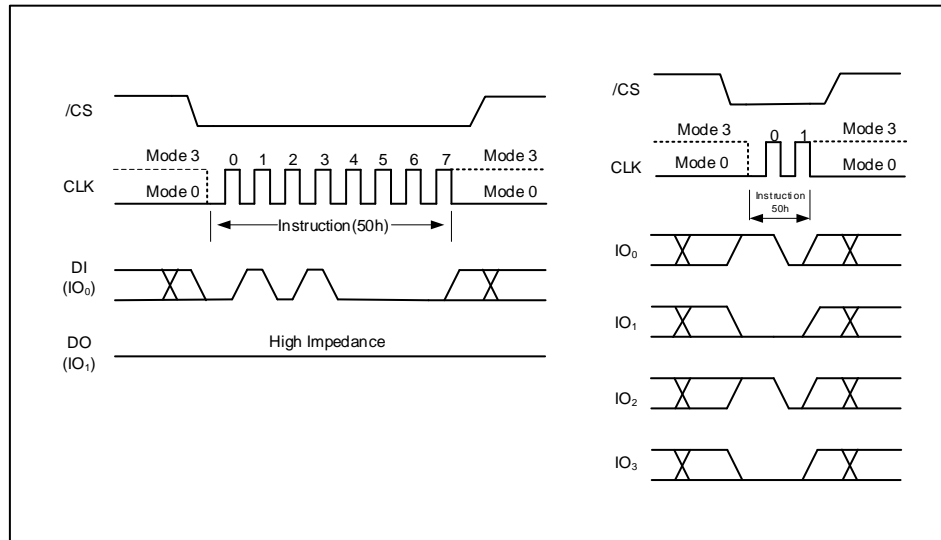 /CS
Mode 3 0 1 2 3 4 5 6 7 Mode 3
CLK
Mode 0 Mode 0
Instruction(50h)
DI
(IO₀)
DO
(IO₁)
High Impedance
/CS
Mode 3 0 1 Mode 3
CLK
Mode 0 Mode 0
Instruction
50h
IO₀
IO₁
IO₂
IO₃